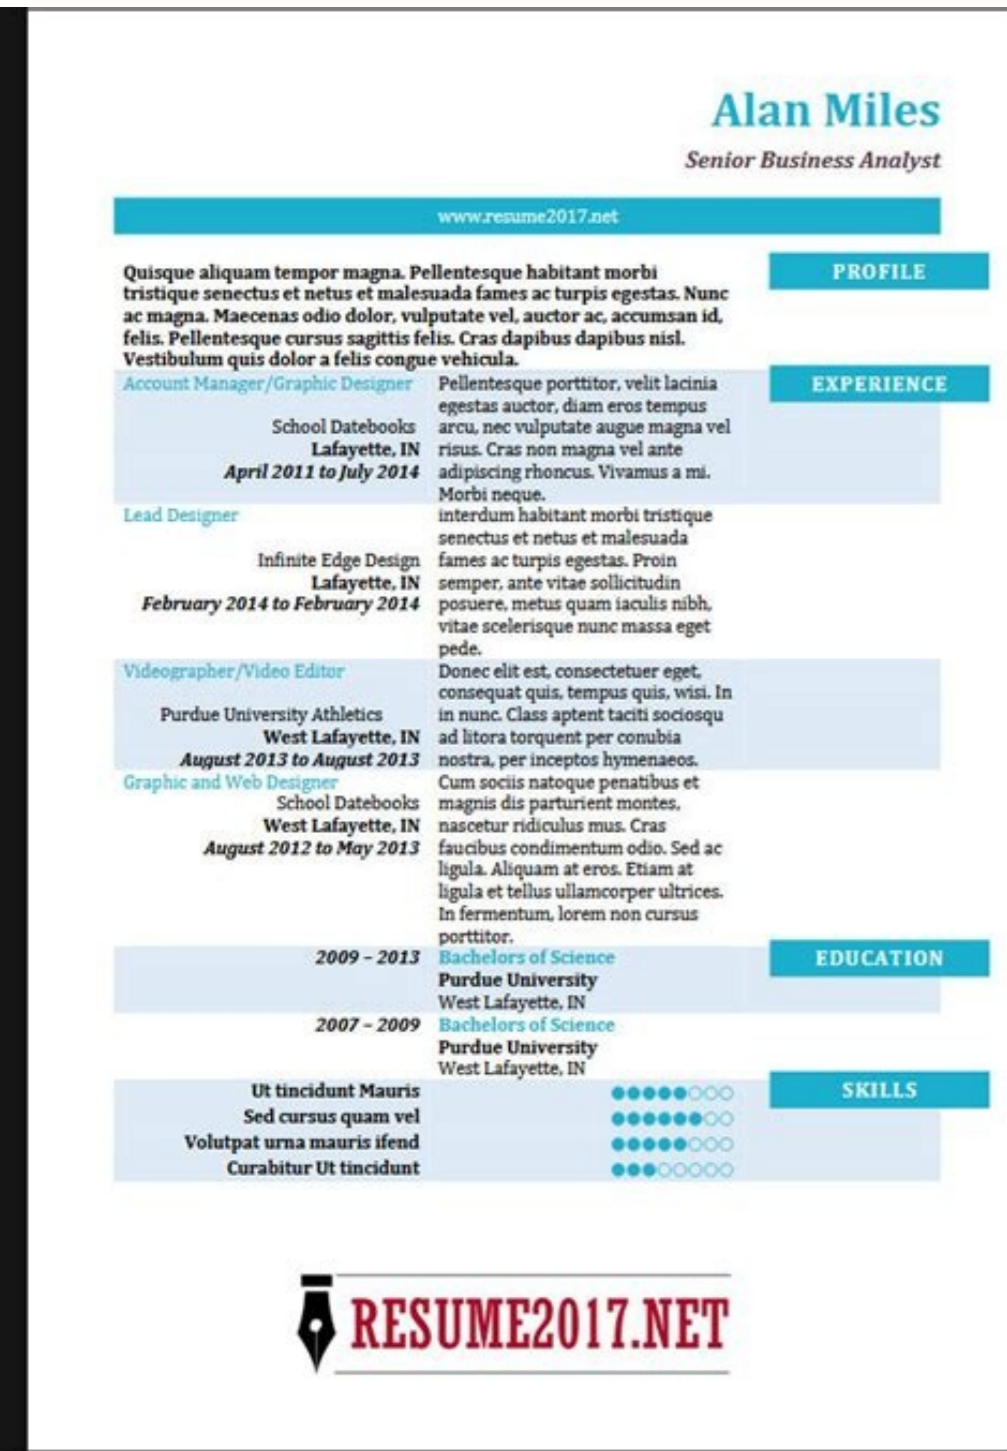 Alan Miles
Senior Business Analyst
www.resume2017.net
PROFILE
Quisque aliquam tempor magna. Pellentesque habitant morbi
tristique senectus et netus et malesuada fames ac turpis egestas. Nunc
ac magna. Maecenas odio dolor, vulputate vel, auctor ac, accumsan id,
felis. Pellentesque cursus sagittis felis. Cras dapibus dapibus nisl.
Vestibulum quis dolor a felis congue vehicula.
EXPERIENCE
Account Manager/Graphic Designer
School Datebooks
Lafayette, IN
April 2011 to July 2014
Pellentesque porttitor, velit lacinia
egestas auctor, diam eros tempus
arcu, nec vulputate augue magna vel
risus. Cras non magna vel ante
adipiscing rhoncus. Vivamus a mi.
Morbi neque.
Lead Designer
Infinite Edge Design
Lafayette, IN
February 2014 to February 2014
interdum habitant morbi tristique
senectus et netus et malesuada
fames ac turpis egestas. Proin
semper, ante vitae sollicitudin
posuere, metus quam iaculis nibh,
vitae scelerisque nunc massa eget
pede.
Videographer/Video Editor
Purdue University Athletics
West Lafayette, IN
August 2013 to August 2013
Donec elit est, consectetuer eget,
consequat quis, tempus quis, wisi. In
in nunc. Class aptent taciti sociosqu
ad litora torquent per conubia
nostra, per inceptos hymenaeos.
Graphic and Web Designer
School Datebooks
West Lafayette, IN
August 2012 to May 2013
Cum sociis natoque penatibus et
magnis dis parturient montes,
nascetur ridiculus mus. Cras
faucibus condimentum odio. Sed ac
ligula. Aliquam at eros. Etiam at
ligula et tellus ullamcorper ultrices.
In fermentum, lorem non cursus
porttitor.
EDUCATION
2009 – 2013
Bachelors of Science
Purdue University
West Lafayette, IN
2007 – 2009
Bachelors of Science
Purdue University
West Lafayette, IN
SKILLS
Ut tincidunt Mauris
Sed cursus quam vel
Volutpat urna mauris ifend
Curabitur Ut tincidunt
RESUME2017.NET